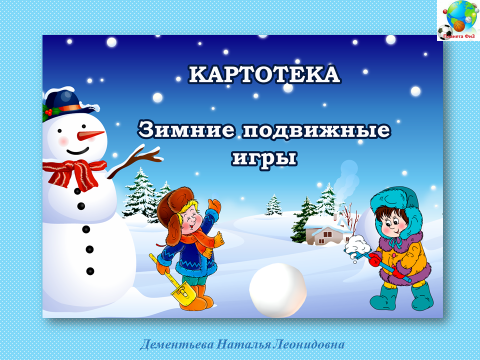 КАРТОТЕКА
Зимние подвижные
игры
Дементьева Наталья Леонидовна